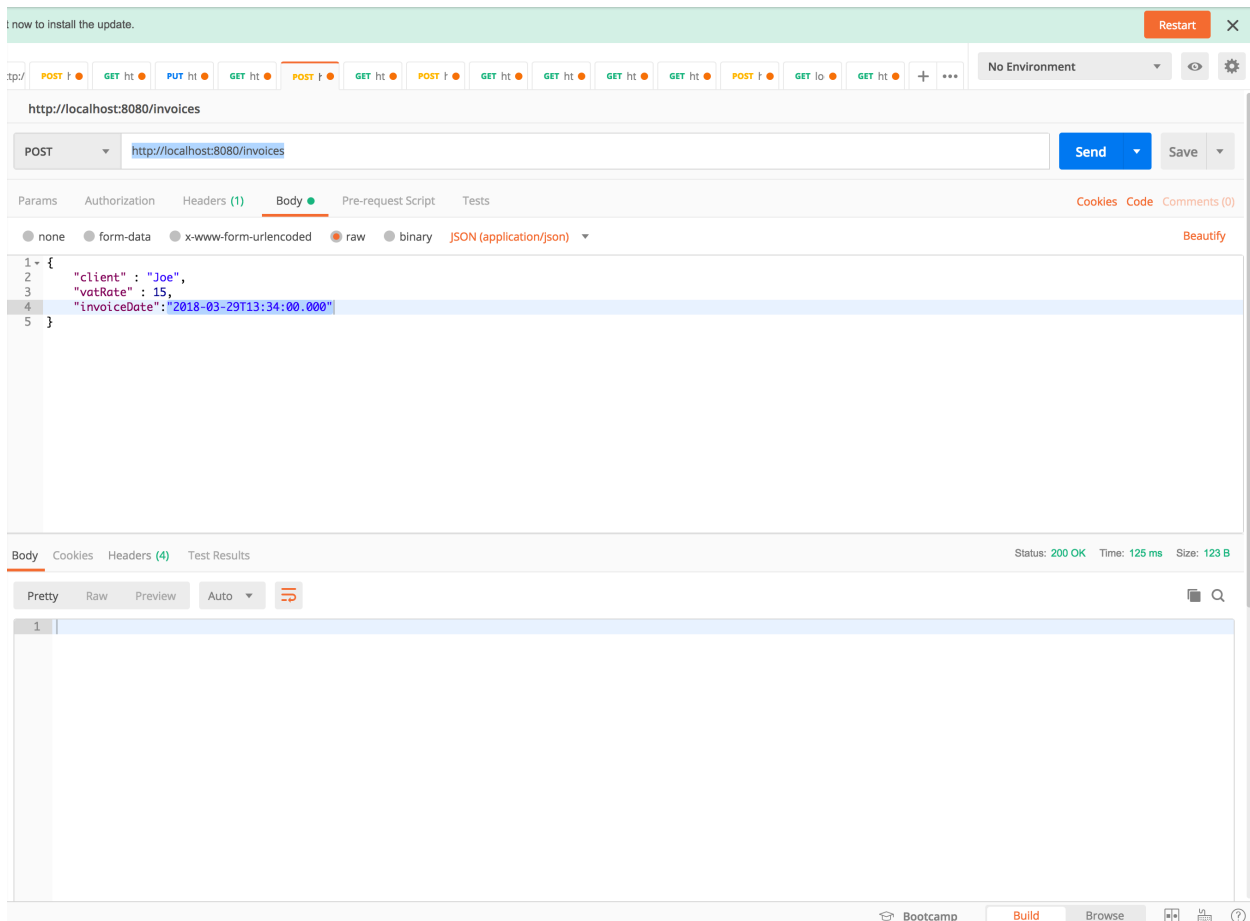 t now to install the update.
Restart
:tp:/ POST h GET ht PUT ht GET ht POST h GET ht POST h GET ht GET ht GET ht GET ht POST h GET lo GET ht
No Environment
http://localhost:8080/invoices
POST http://localhost:8080/invoices Send Save
Params Authorization Headers (1) Body Pre-request Script Tests Cookies Code Comments (0)
none form-data x-www-form-urlencoded raw binary JSON (application/json) Beautify
1 {
2 "client" : "Joe",
3 "vatRate" : 15,
4 "invoiceDate":"2018-03-29T13:34:00.000"
5 }
Body Cookies Headers (4) Test Results Status: 200 OK Time: 125 ms Size: 123 B
Pretty Raw Preview Auto
1
Bootcamp Build Browse